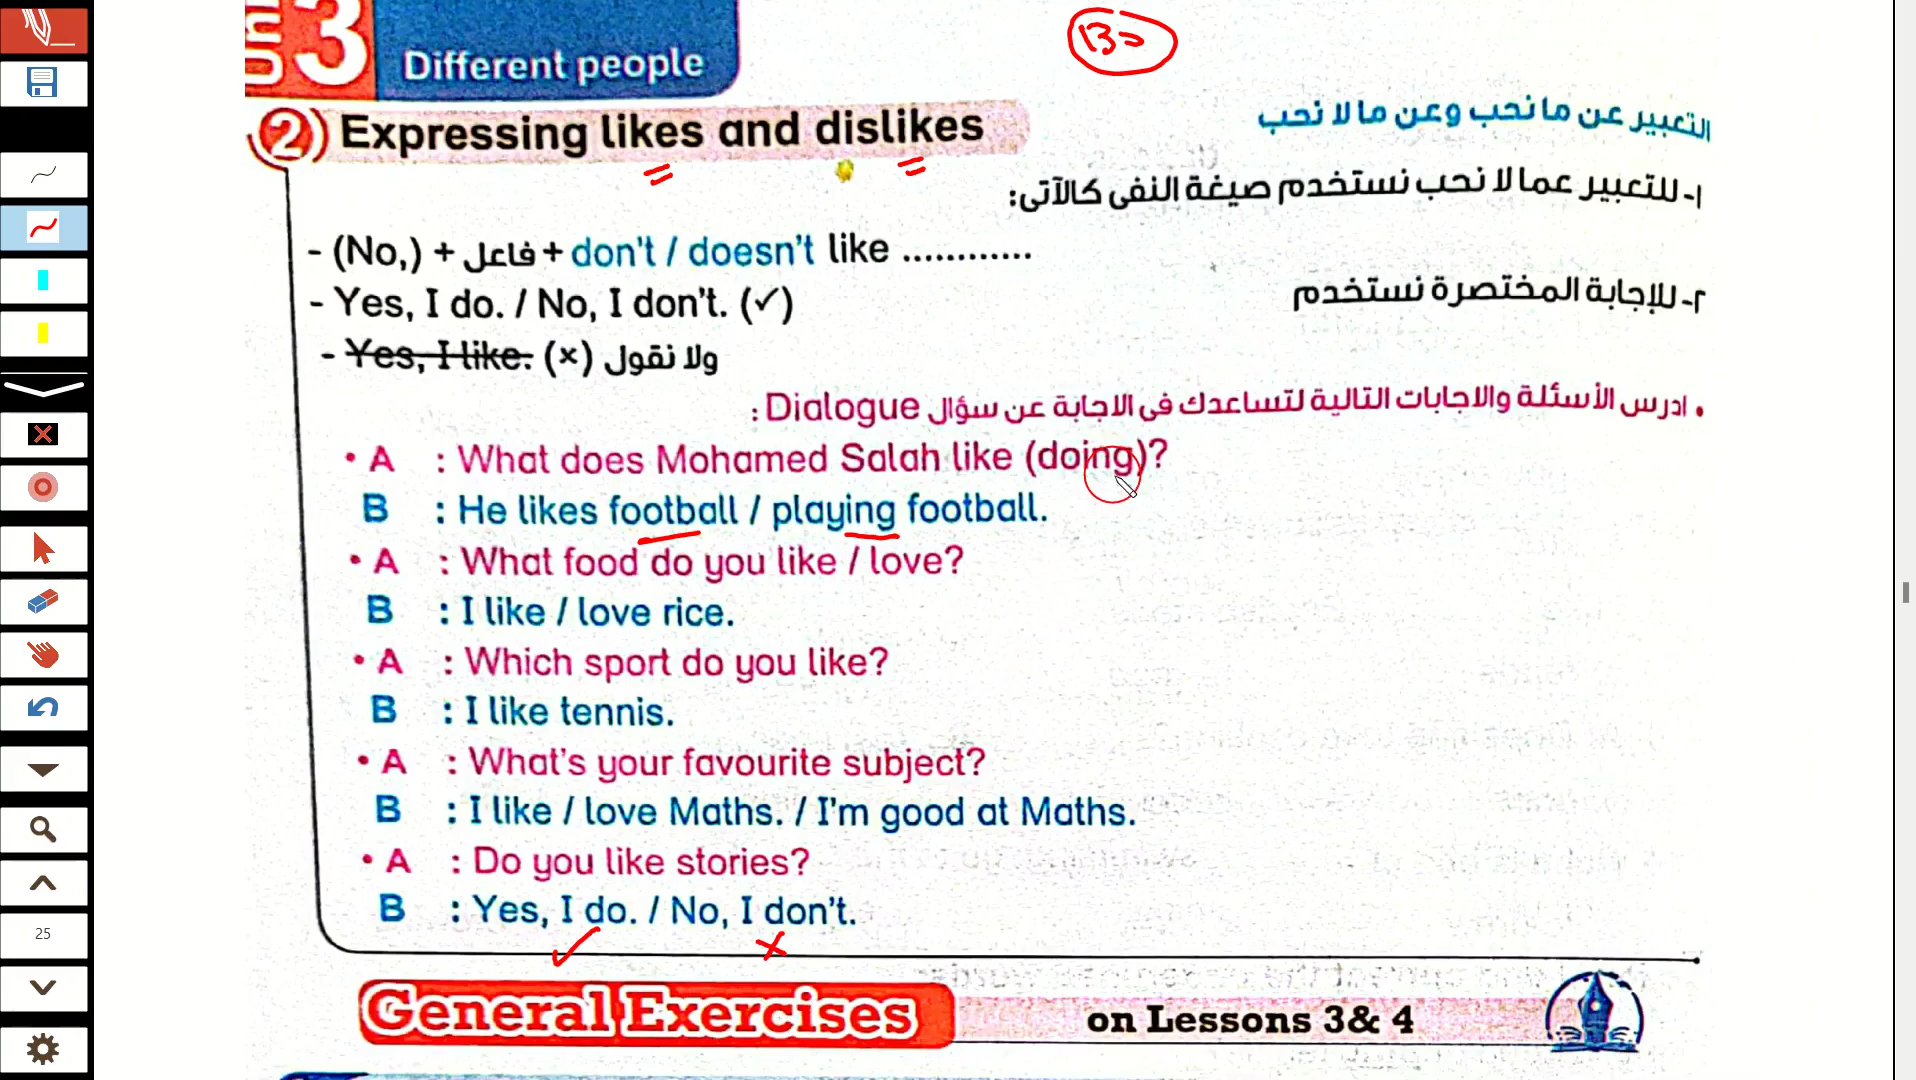 Unit 3
Different people
130
2 Expressing likes and dislikes
التعبير عن ما نحب وعن ما لا نحب
١- للتعبير عما لا نحب نستخدم صيغة النفى كالآتى:
- (No,) + فاعل + don't / doesn't like ............
٢- للإجابة المختصرة نستخدم
- Yes, I do. / No, I don't. (✓)
- Yes, I like. (×) ولا نقول
• ادرس الأسئلة والاجابات التالية لتساعدك فى الاجابة عن سؤال Dialogue :
• A : What does Mohamed Salah like (doing)?
B : He likes football / playing football.
• A : What food do you like / love?
B : I like / love rice.
• A : Which sport do you like?
B : I like tennis.
• A : What's your favourite subject?
B : I like / love Maths. / I'm good at Maths.
• A : Do you like stories?
B : Yes, I do. / No, I don't.
General Exercises on Lessons 3& 4
25